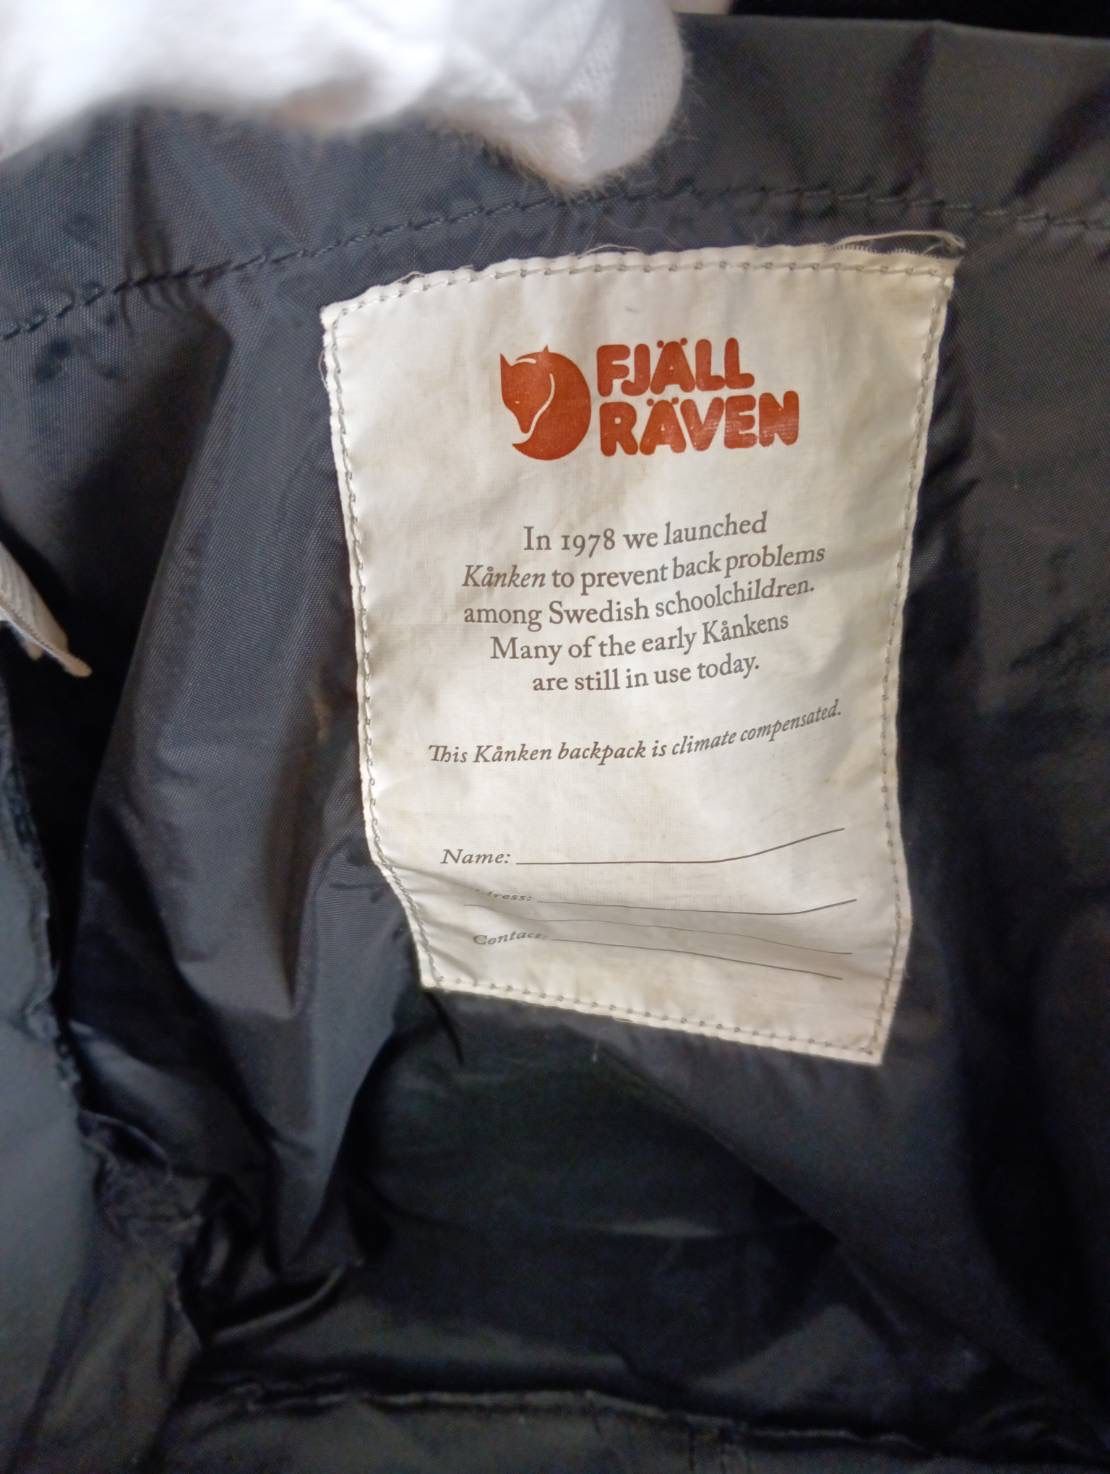 FJÄLL
RÄVEN
In 1978 we launched
Kånken to prevent back problems
among Swedish schoolchildren.
Many of the early Kånkens
are still in use today.
This Kånken backpack is climate compensated.
Name:
Contact: